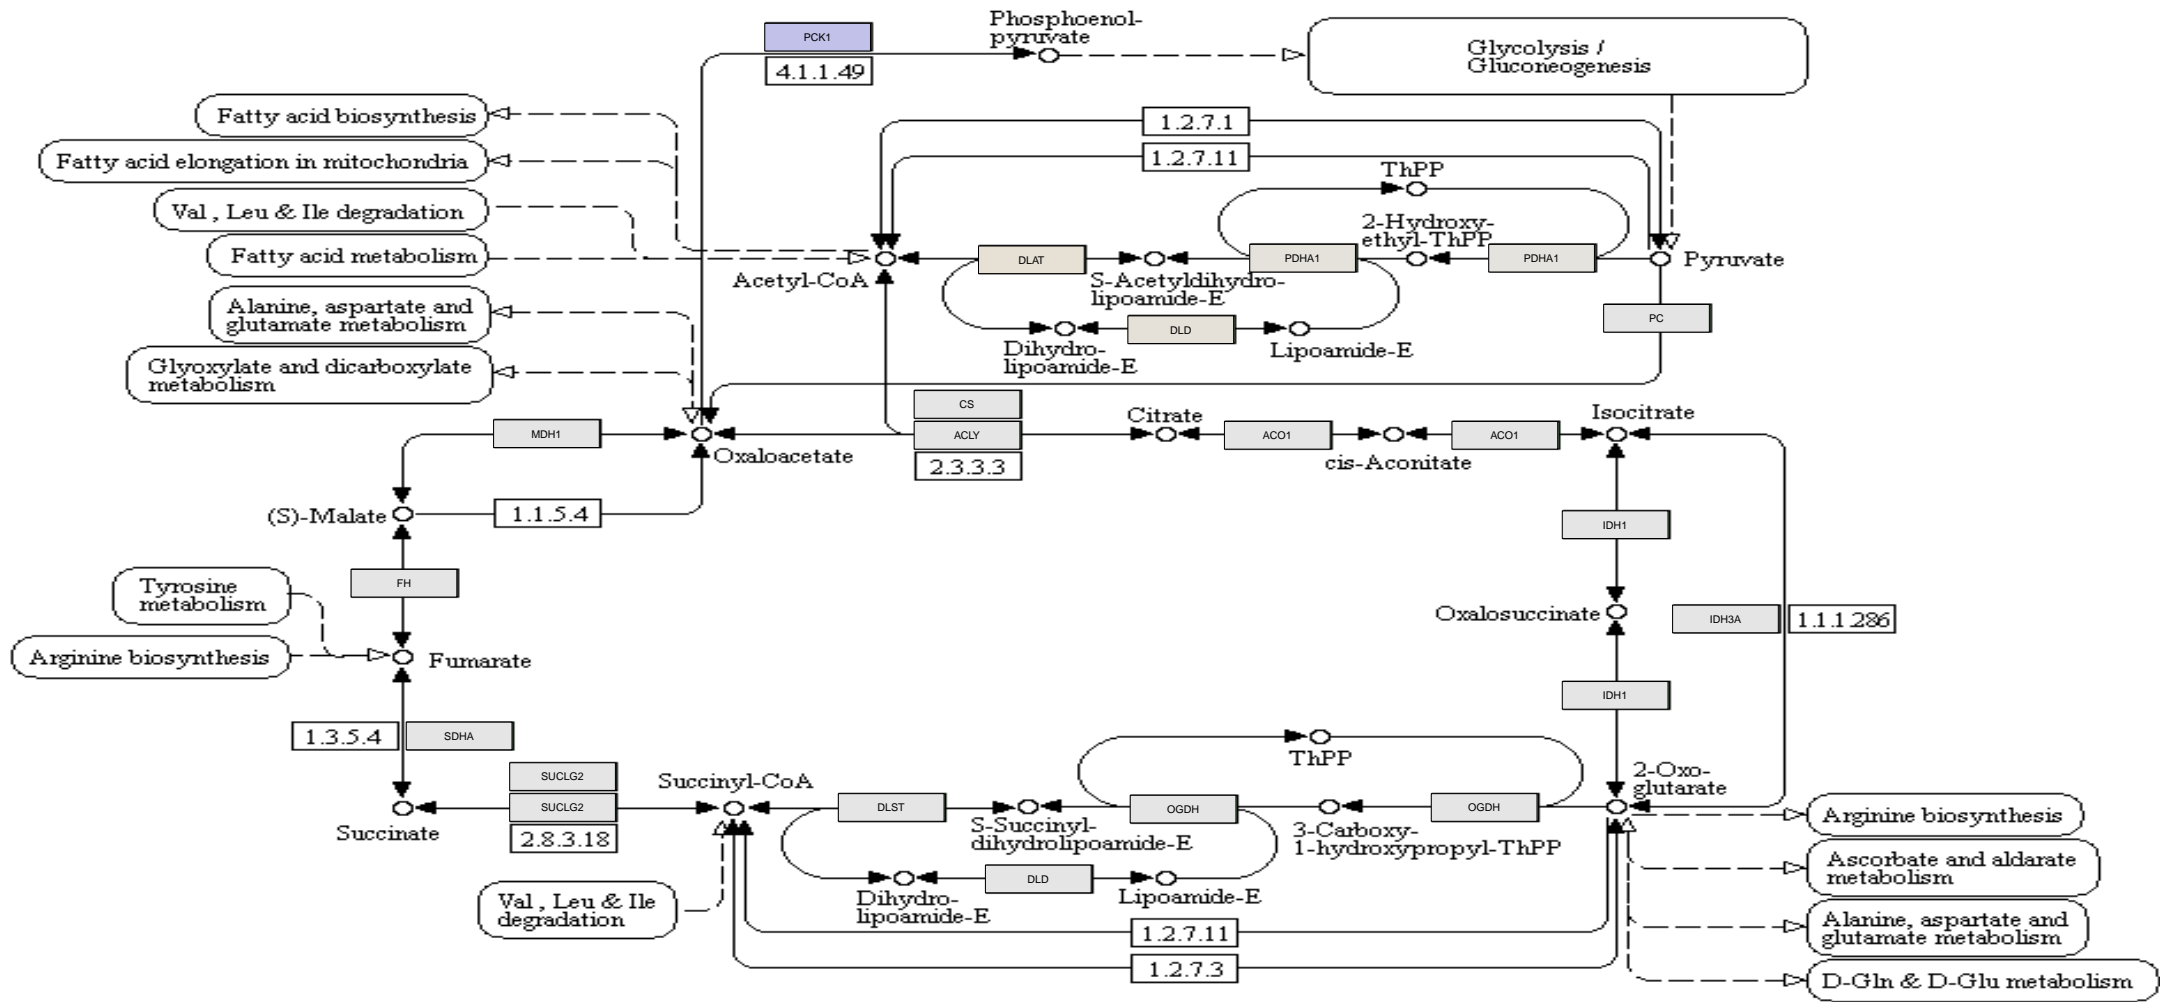 Phosphoenol-
pyruvate
PCK1
4.1.1.49
Glycolysis /
Gluconeogenesis
Fatty acid biosynthesis
Fatty acid elongation in mitochondria
Val , Leu & Ile degradation
Fatty acid metabolism
Alanine, aspartate and
glutamate metabolism
Glyoxylate and dicarboxylate
metabolism
1.2.7.1
1.2.7.11
ThPP
2-Hydroxy-
ethyl-ThPP
Acetyl-CoA
DLAT
S-Acetyldihydro-
lipoamide-E
PDHA1
PDHA1
Pyruvate
PC
Dihydro-
lipoamide-E
DLD
Lipoamide-E
MDH1
Oxaloacetate
CS
ACLY
2.3.3.3
Citrate
ACO1
cis-Aconitate
ACO1
Isocitrate
(S)-Malate
1.1.5.4
IDH1
FH
Tyrosine
metabolism
Arginine biosynthesis
Fumarate
Oxalosuccinate
IDH3A
1.1.1.286
IDH1
1.3.5.4
SDHA
SUCLG2
SUCLG2
2.8.3.18
Succinate
Succinyl-CoA
DLST
S-Succinyl-
dihydrolipoamide-E
OGDH
ThPP
3-Carboxy-
1-hydroxypropyl-ThPP
OGDH
2-Oxo-
glutarate
Val , Leu & Ile
degradation
Dihydro-
lipoamide-E
DLD
Lipoamide-E
1.2.7.11
1.2.7.3
Arginine biosynthesis
Ascorbate and aldarate
metabolism
Alanine, aspartate and
glutamate metabolism
D-Gln & D-Glu metabolism